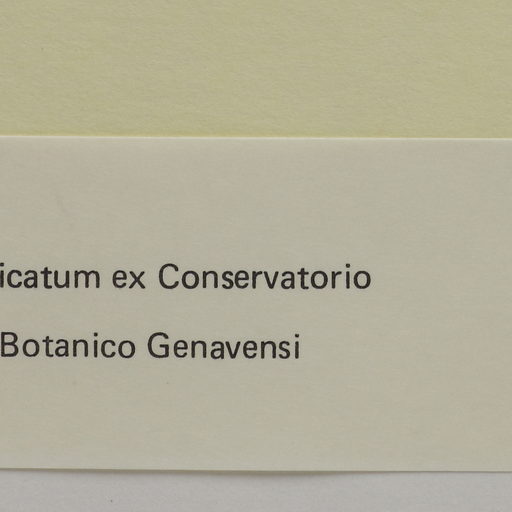 icatum ex Conservatorio
Botanico Genavensi